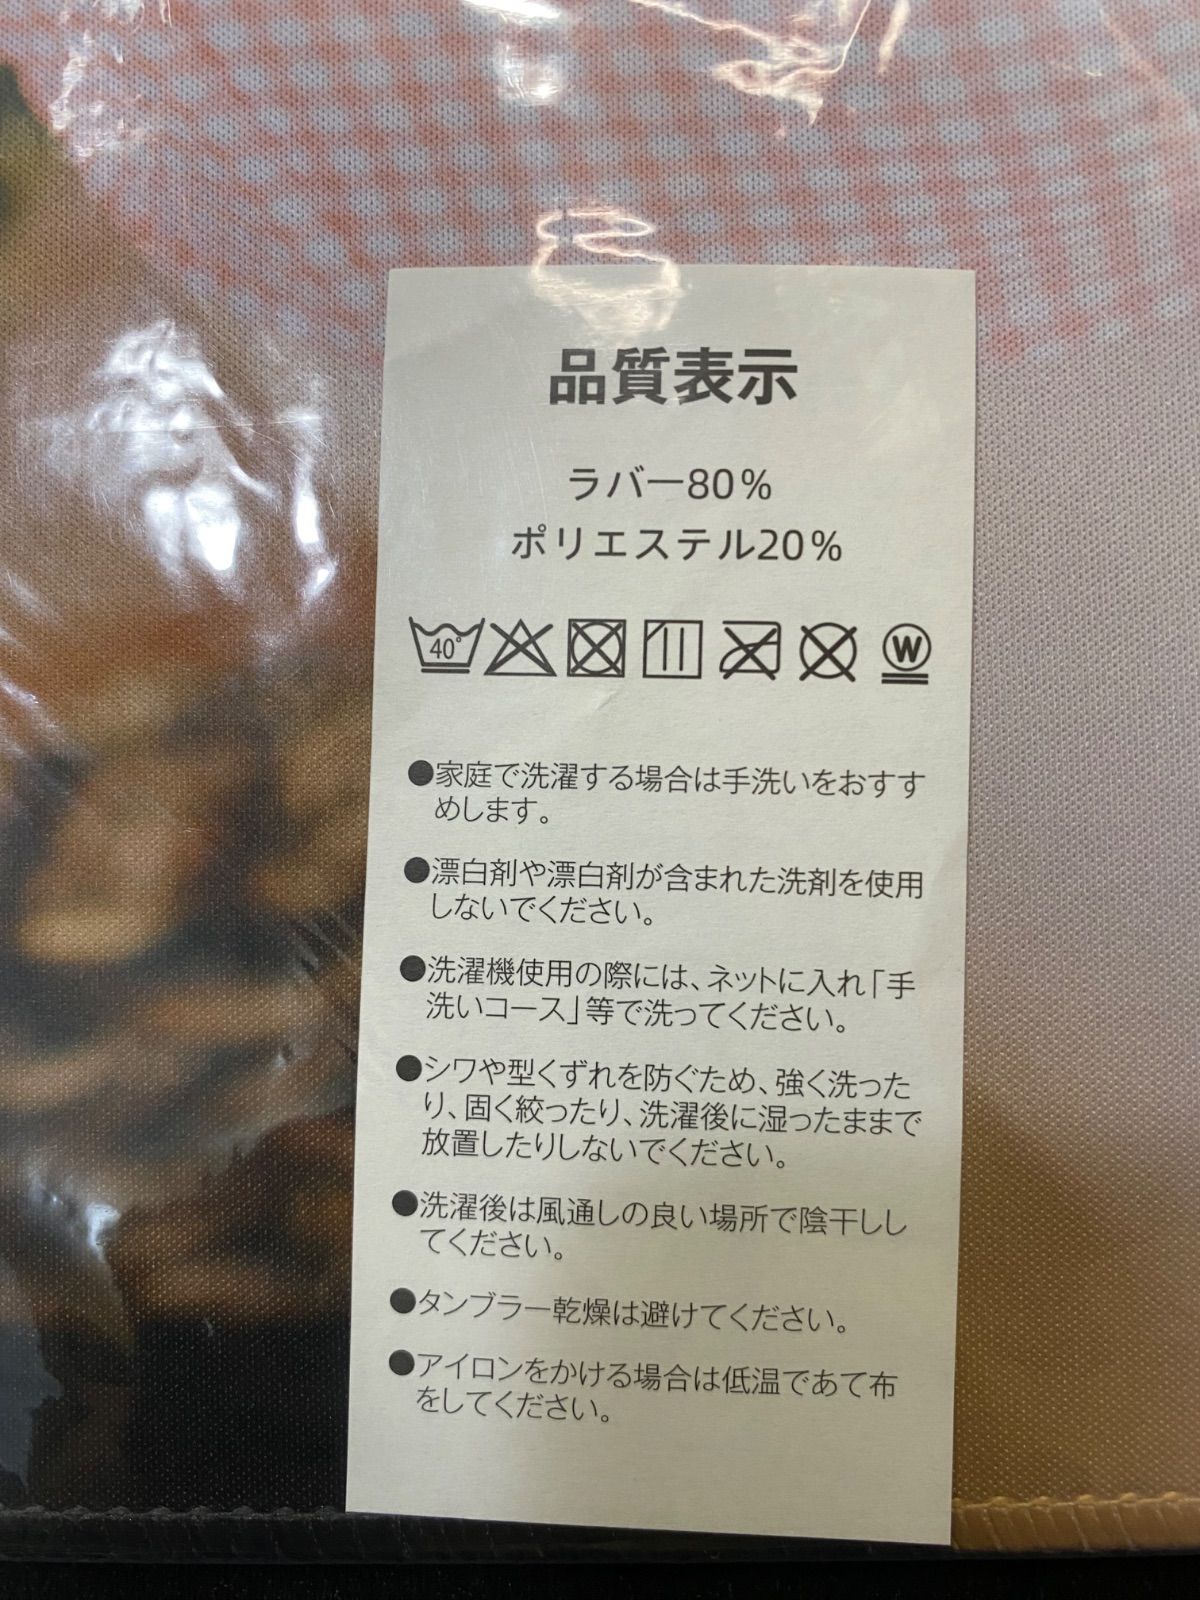 品質表示
ラバー80%
ポリエステル20%
40°
W
●家庭で洗濯する場合は手洗いをおすす
めします。
●漂白剤や漂白剤が含まれた洗剤を使用
しないでください。
●洗濯機使用の際には、ネットに入れ「手
洗いコース」等で洗ってください。
●シワや型くずれを防ぐため、強く洗った
り、固く絞ったり、洗濯後に湿ったままで
放置したりしないでください。
●洗濯後は風通しの良い場所で陰干しし
てください。
●タンブラー乾燥は避けてください。
●アイロンをかける場合は低温であて布
をしてください。